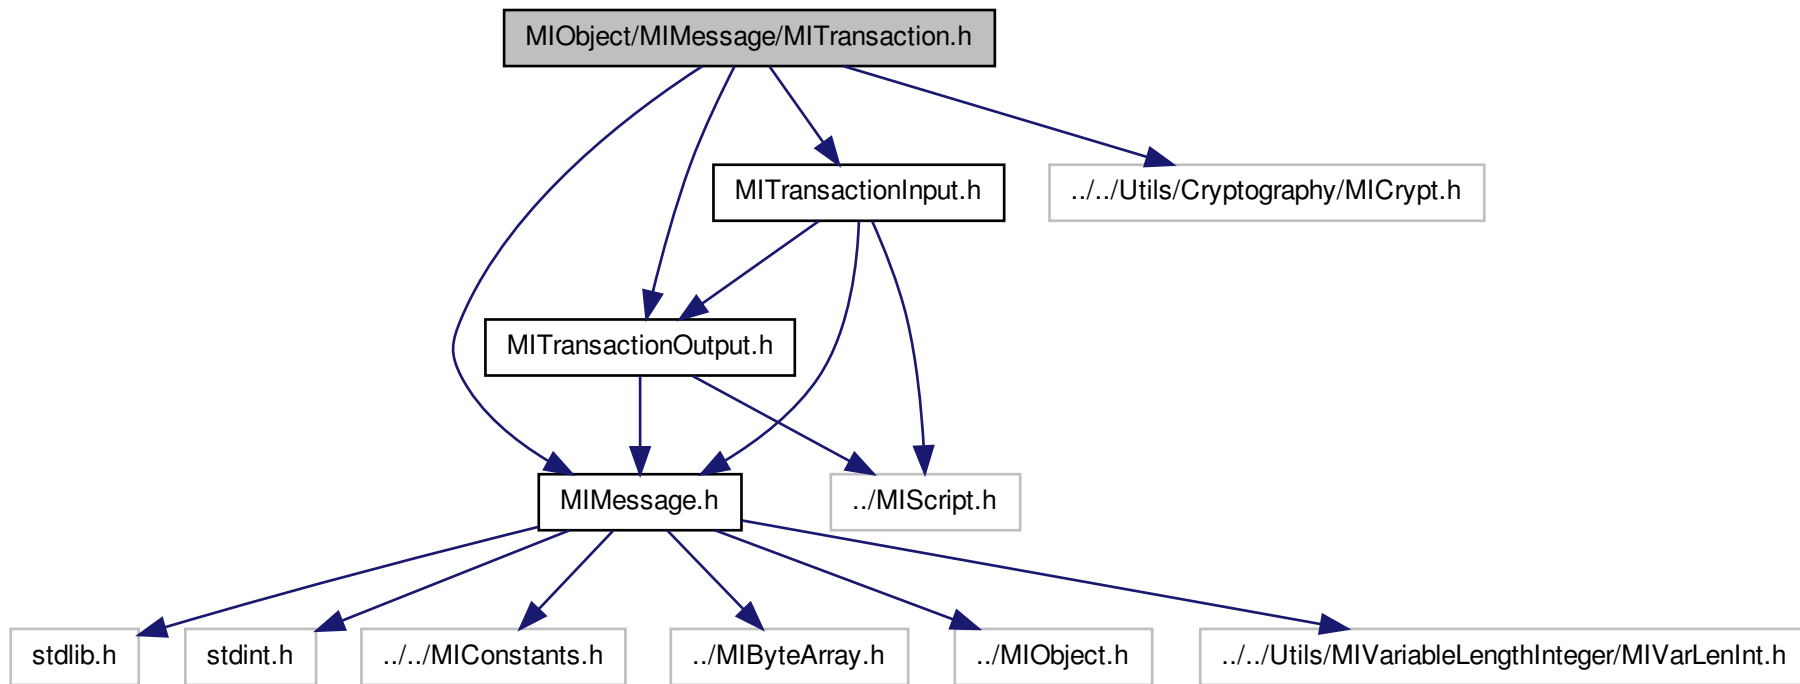 MIObject/MIMessage/MITransaction.h
MITransactionInput.h
../../Utils/Cryptography/MICrypt.h
MITransactionOutput.h
MIMessage.h
../MIScript.h
stdlib.h
stdint.h
../../MIConstants.h
../MIByteArray.h
../MIObject.h
../../Utils/MIVariableLengthInteger/MIVarLenInt.h